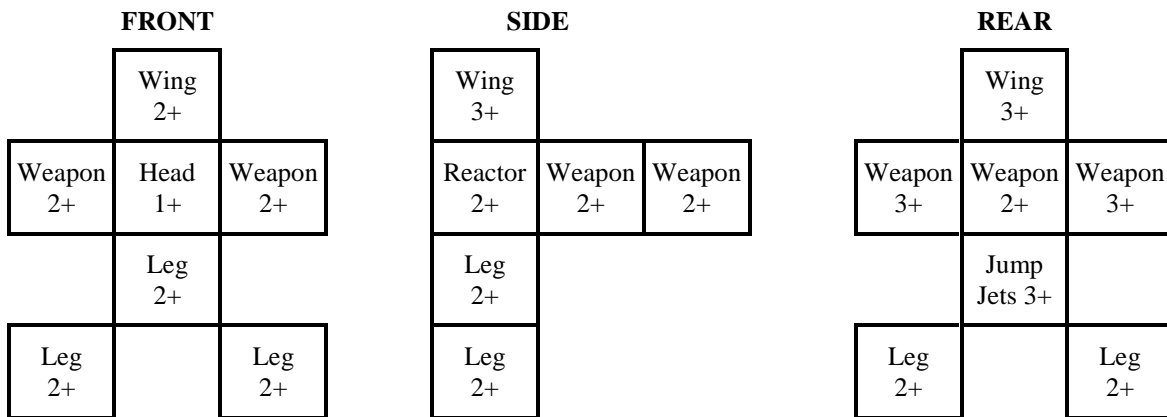 FRONT SIDE REAR
Wing Wing Wing
2+ 3+ 3+
Weapon Head Weapon Reactor Weapon Weapon Weapon Weapon Weapon
2+ 1+ 2+ 2+ 2+ 2+ 3+ 2+ 3+
Leg Leg Jump
2+ 2+ Jets 3+
Leg Leg Leg Leg Leg
2+ 2+ 2+ 2+ 2+